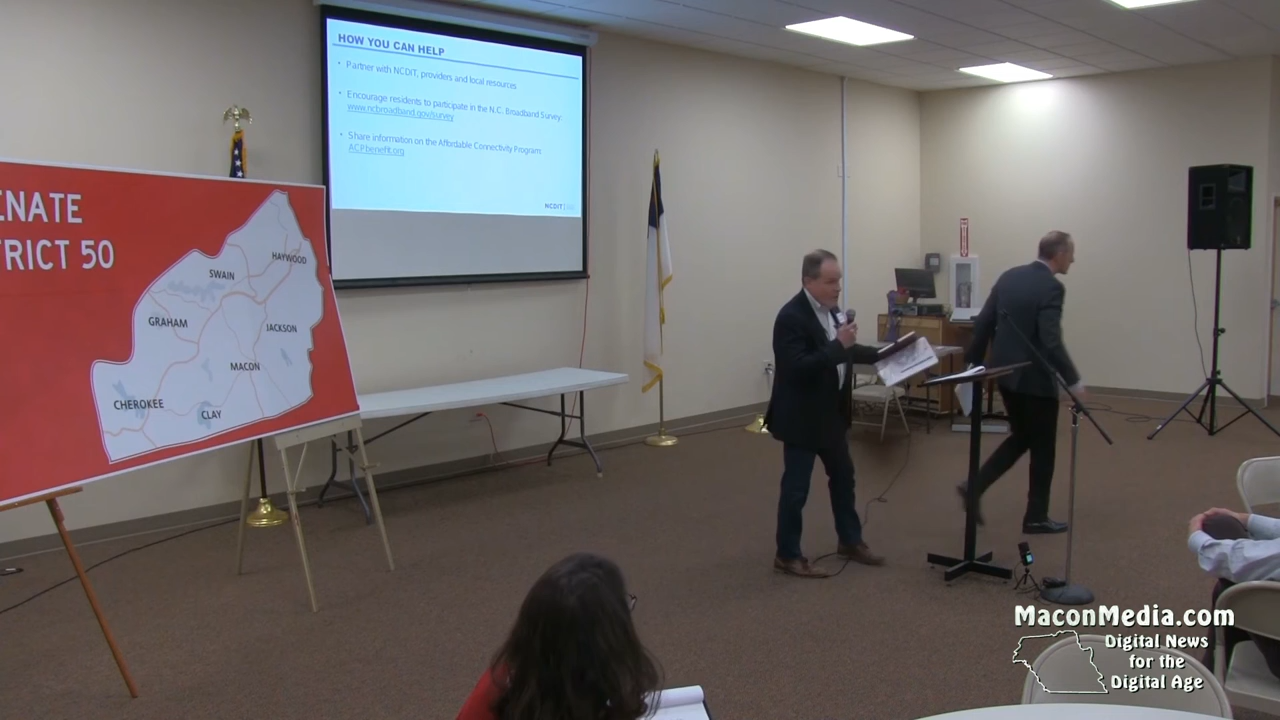 HOW YOU CAN HELP
• Partner with NCDIT, providers and local resources
• Encourage residents to participate in the N.C. Broadband Survey:
www.ncbroadband.gov/survey
• Share information on the Affordable Connectivity Program:
ACPbenefit.org
NCDIT
ENATE
TRICT 50
HAYWOOD
SWAIN
GRAHAM
JACKSON
MACON
CHEROKEE
CLAY
MaconMedia.com
Digital News
for the
Digital Age